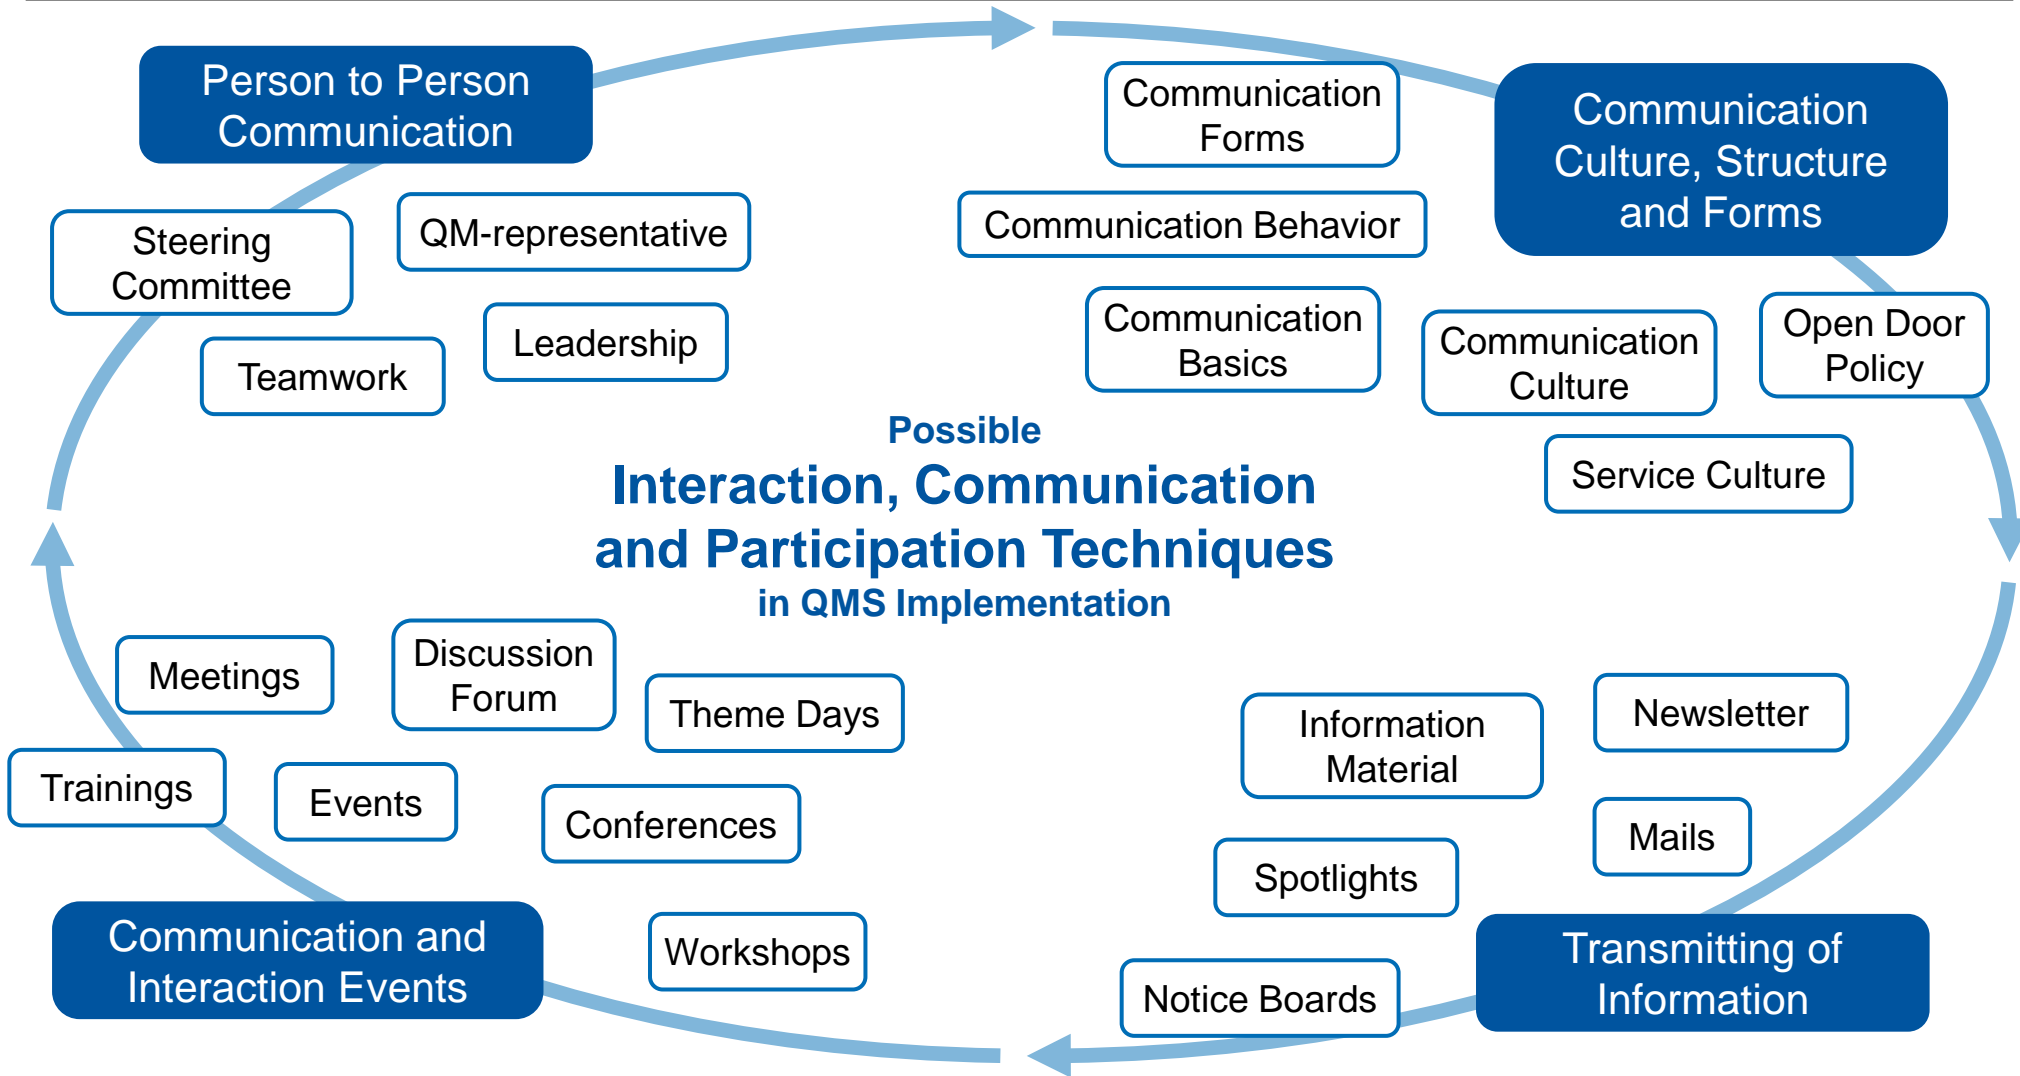 Person to Person
Communication
Steering
Committee
QM-representative
Teamwork
Leadership
Communication
Forms
Communication
Culture, Structure
and Forms
Communication Behavior
Communication
Basics
Communication
Culture
Open Door
Policy
Service Culture
Possible
Interaction, Communication
and Participation Techniques
in QMS Implementation
Meetings
Discussion
Forum
Theme Days
Trainings
Events
Conferences
Workshops
Communication and
Interaction Events
Information
Material
Newsletter
Mails
Spotlights
Notice Boards
Transmitting of
Information